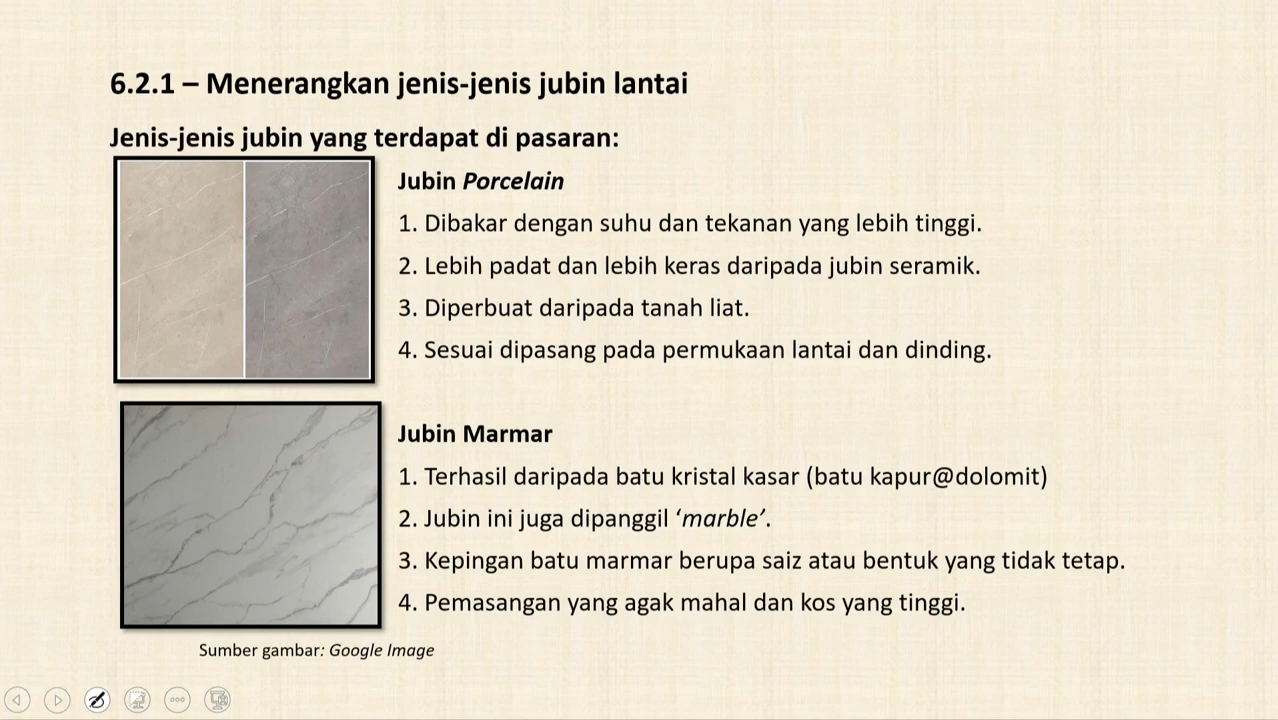 6.2.1 – Menerangkan jenis-jenis jubin lantai
Jenis-jenis jubin yang terdapat di pasaran:
Jubin Porcelain
1. Dibakar dengan suhu dan tekanan yang lebih tinggi.
2. Lebih padat dan lebih keras daripada jubin seramik.
3. Diperbuat daripada tanah liat.
4. Sesuai dipasang pada permukaan lantai dan dinding.
Jubin Marmar
1. Terhasil daripada batu kristal kasar (batu kapur@dolomit)
2. Jubin ini juga dipanggil ‘marble’.
3. Kepingan batu marmar berupa saiz atau bentuk yang tidak tetap.
4. Pemasangan yang agak mahal dan kos yang tinggi.
Sumber gambar: Google Image